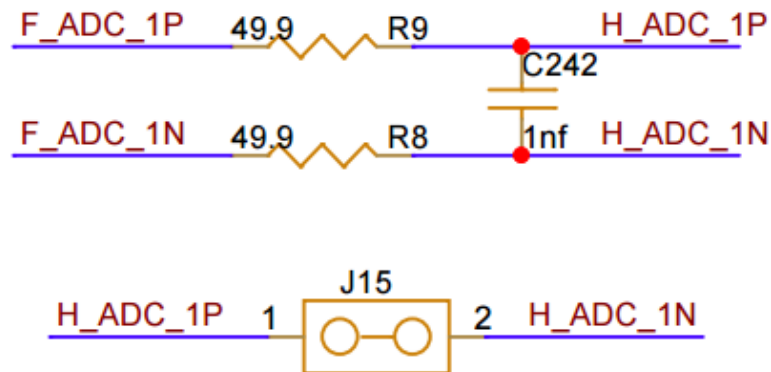 F_ADC_1P 49.9 R9 H_ADC_1P
C242
F_ADC_1N 49.9 R8 1nf H_ADC_1N
J15
H_ADC_1P 1 2 H_ADC_1N